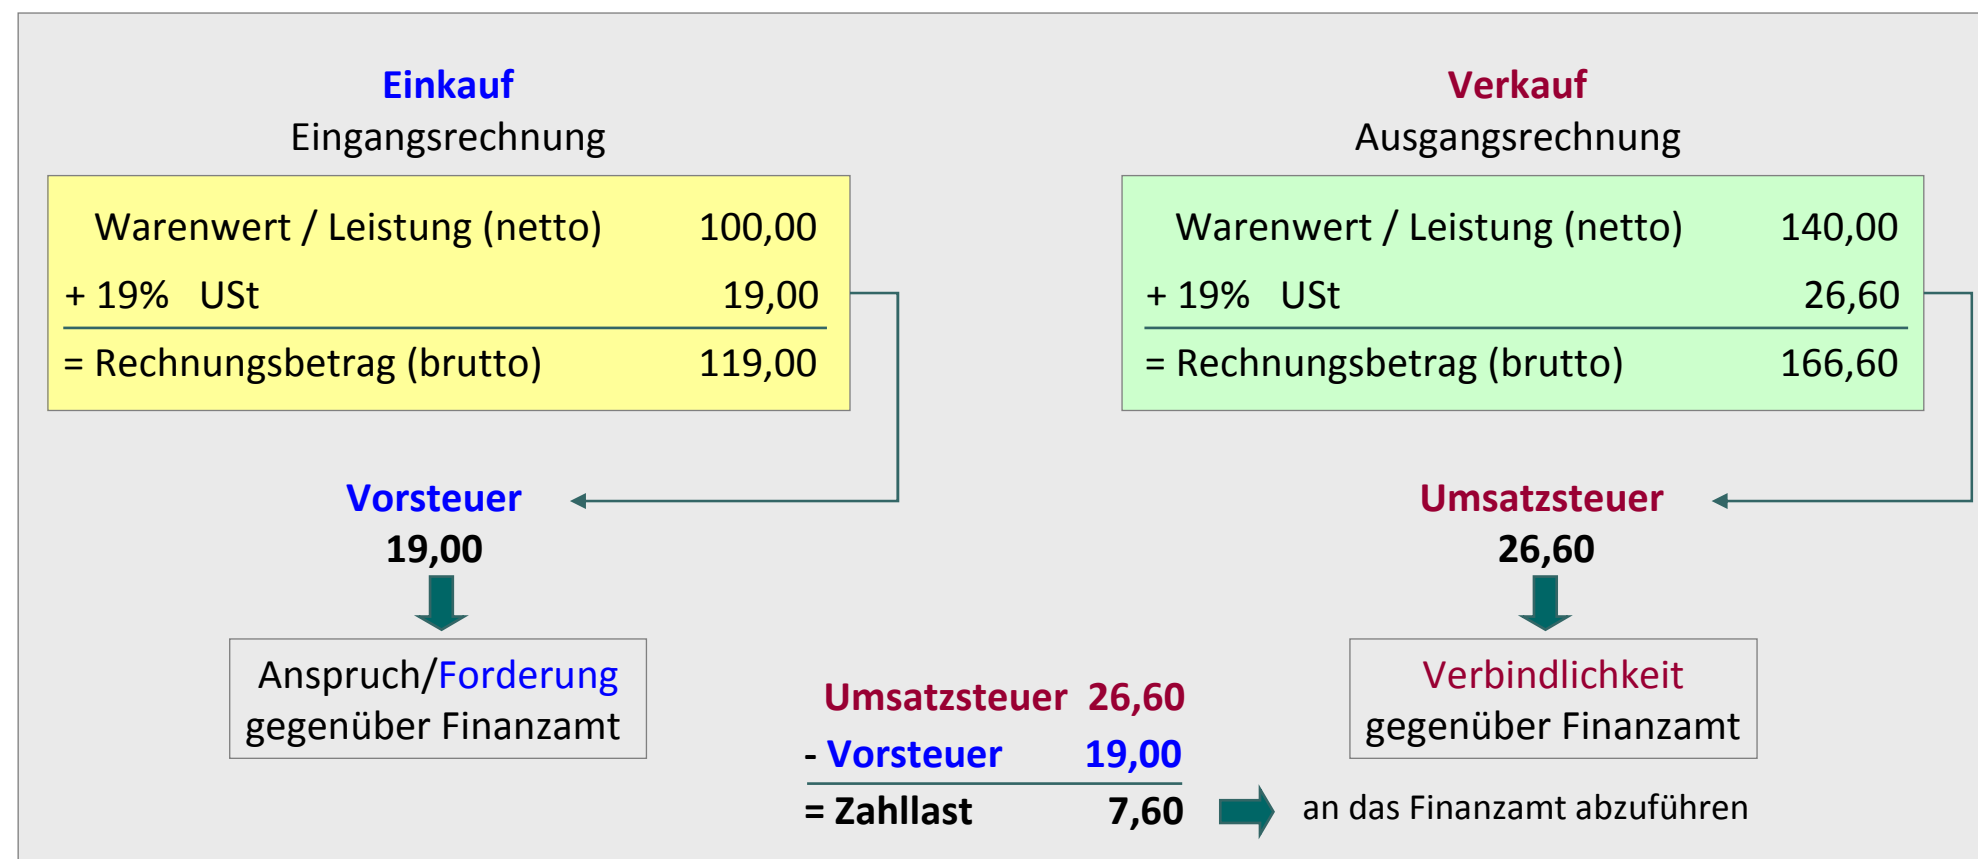 Einkauf
Eingangsrechnung
Warenwert / Leistung (netto) 100,00
+ 19% USt 19,00
= Rechnungsbetrag (brutto) 119,00
Vorsteuer
19,00
Anspruch/Forderung
gegenüber Finanzamt
Verkauf
Ausgangsrechnung
Warenwert / Leistung (netto) 140,00
+ 19% USt 26,60
= Rechnungsbetrag (brutto) 166,60
Umsatzsteuer
26,60
Verbindlichkeit
gegenüber Finanzamt
Umsatzsteuer 26,60
- Vorsteuer 19,00
= Zahllast 7,60 an das Finanzamt abzuführen